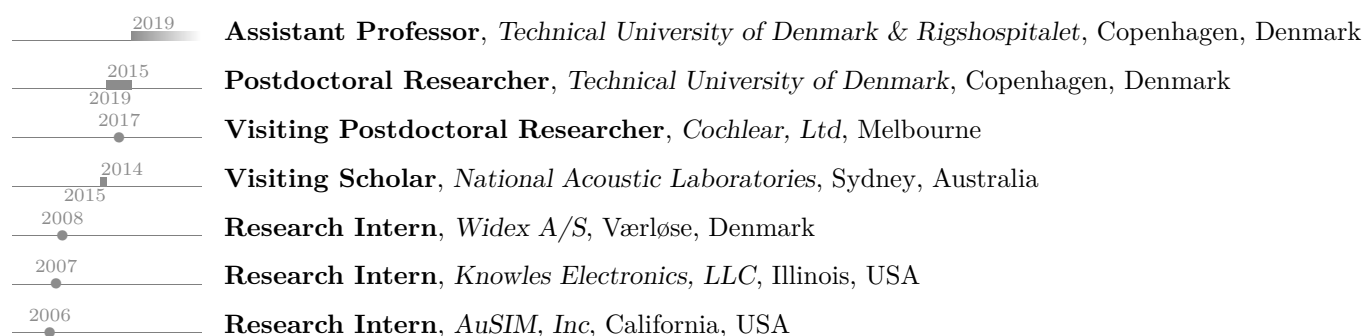 2019
Assistant Professor, Technical University of Denmark & Rigshospitalet, Copenhagen, Denmark
2015
Postdoctoral Researcher, Technical University of Denmark, Copenhagen, Denmark
2019
2017
Visiting Postdoctoral Researcher, Cochlear, Ltd, Melbourne
2014
Visiting Scholar, National Acoustic Laboratories, Sydney, Australia
2015
2008
Research Intern, Widex A/S, Værløse, Denmark
2007
Research Intern, Knowles Electronics, LLC, Illinois, USA
2006
Research Intern, AuSIM, Inc, California, USA